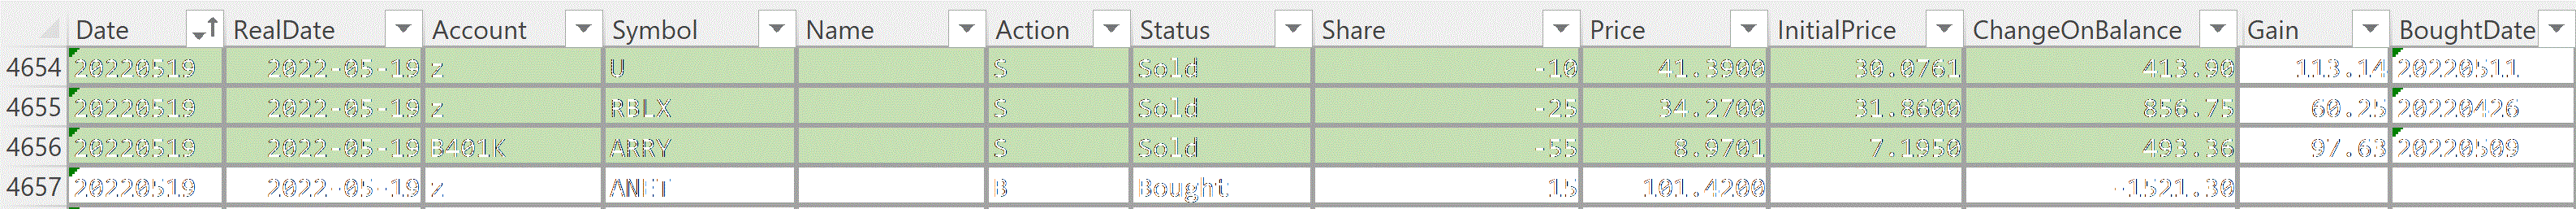 Date RealDate Account Symbol Name Action Status Share Price InitialPrice ChangeOnBalance Gain BoughtDate
4654 20220519 2022-05-19 z U S Sold -10 41.3900 30.0761 413.90 113.14 20220511
4655 20220519 2022-05-19 z RBLX S Sold -25 34.2700 31.8600 856.75 60.25 20220426
4656 20220519 2022-05-19 B401K ARRY S Sold -55 8.9701 7.1950 493.36 97.63 20220509
4657 20220519 2022-05-19 z ANET B Bought 15 101.4200 -1521.30